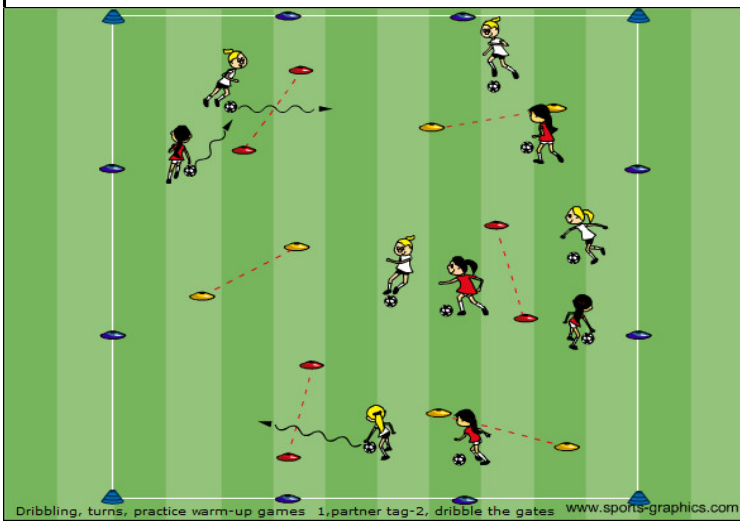 Dribbling, turns, practice warm-up games 1,partner tag-2, dribble the gates www.sports-graphics.com